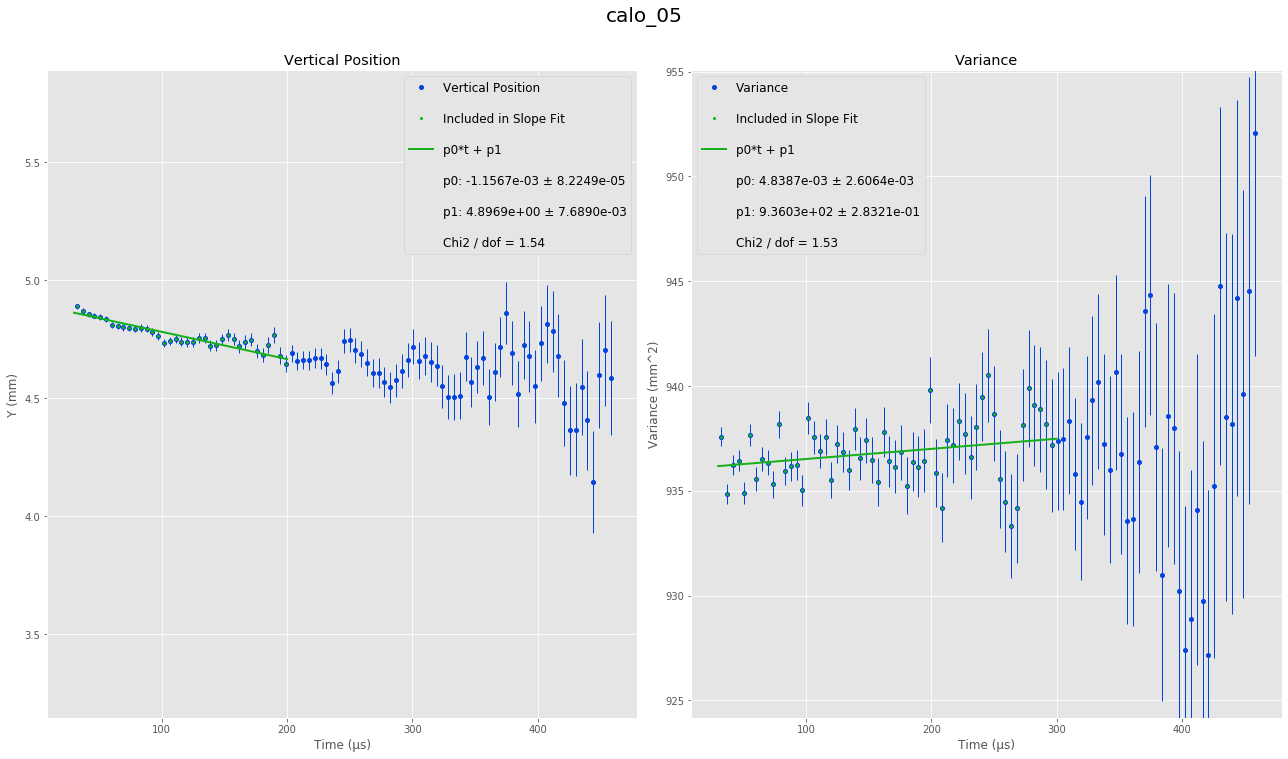 calo_05
Vertical Position
Vertical Position
Included in Slope Fit
p0*t + p1
p0: -1.1567e-03 ± 8.2249e-05
p1: 4.8969e+00 ± 7.6890e-03
Chi2 / dof = 1.54
5.5
5.0
4.5
4.0
3.5
Y (mm)
100
200
300
400
Time (μs)
Variance
Variance
Included in Slope Fit
p0*t + p1
p0: 4.8387e-03 ± 2.6064e-03
p1: 9.3603e+02 ± 2.8321e-01
Chi2 / dof = 1.53
955
950
945
940
935
930
925
Variance (mm^2)
100
200
300
400
Time (μs)